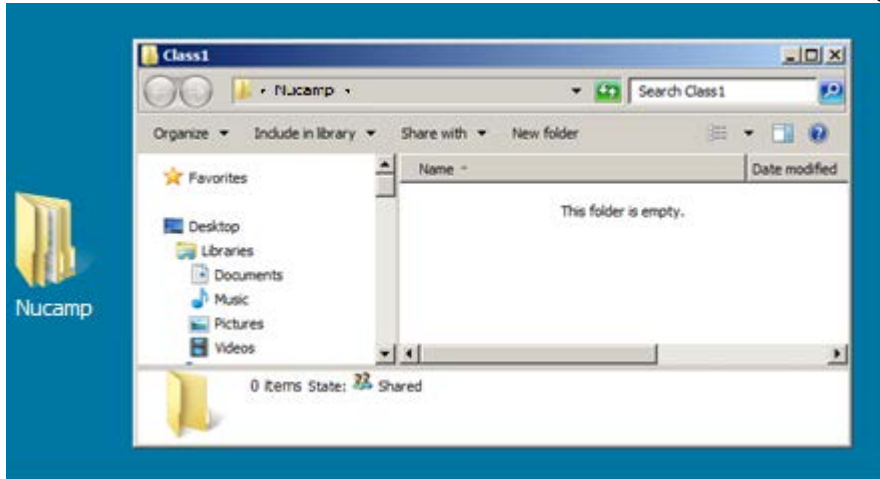 Class1
Nucamp
Search Class1
Organize Include in library Share with New folder
Favorites
Name Date modified
This folder is empty.
Desktop
Libraries
Documents
Music
Pictures
Videos
Nucamp
0 items State: Shared